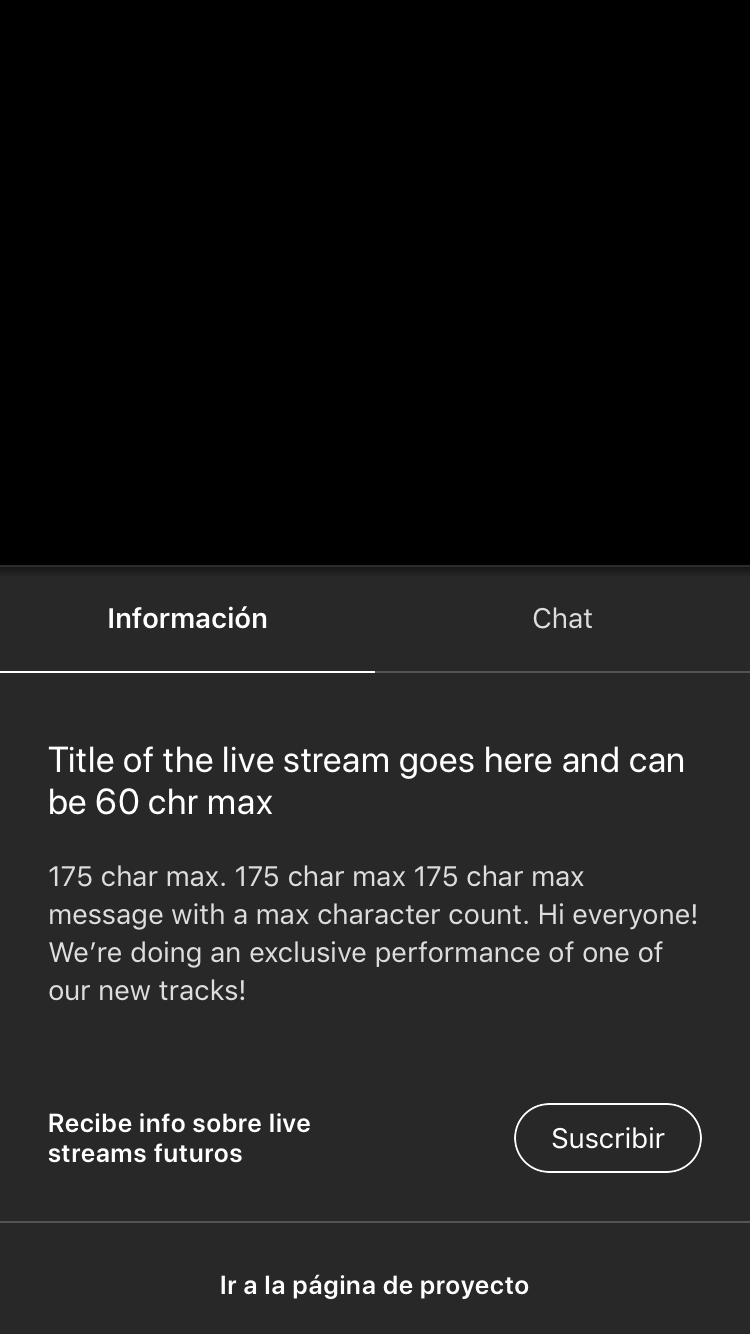 Información
Chat
Title of the live stream goes here and can
be 60 chr max
175 char max. 175 char max 175 char max
message with a max character count. Hi everyone!
We’re doing an exclusive performance of one of
our new tracks!
Recibe info sobre live
streams futuros
Suscribir
Ir a la página de proyecto